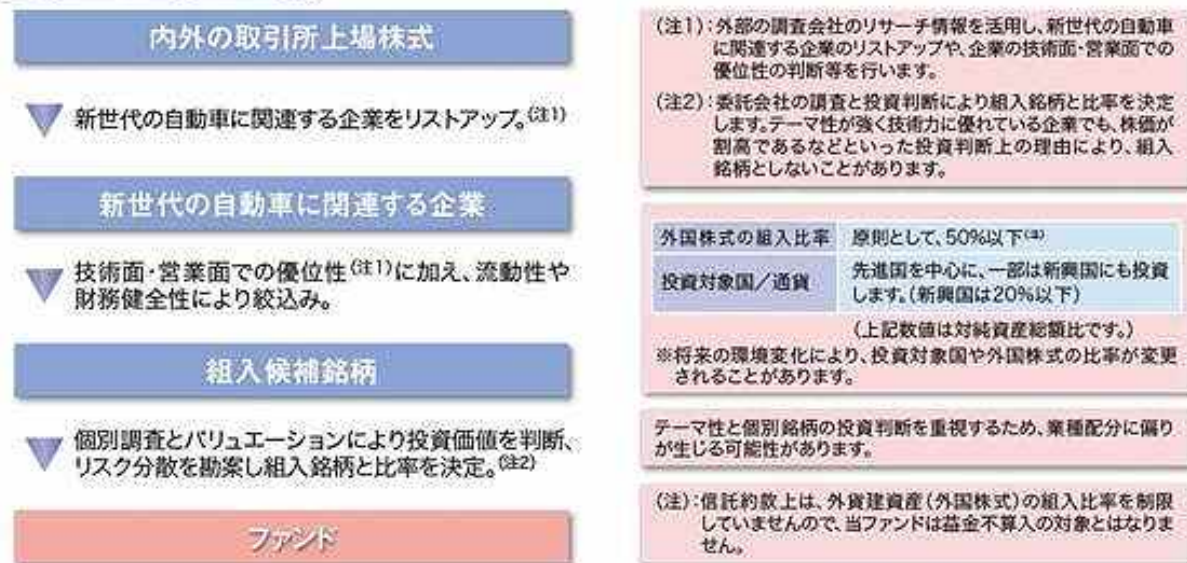 内外の取引所上場株式
新世代の自動車に関連する企業をリストアップ。(注1)
新世代の自動車に関連する企業
技術面・営業面での優位性(注1)に加え、流動性や
財務健全性により絞込み。
組入候補銘柄
個別調査とバリュエーションにより投資価値を判断、
リスク分散を勘案し組入銘柄と比率を決定。(注2)
ファンド
(注1):外部の調査会社のリサーチ情報を活用し、新世代の自動車
に関連する企業のリストアップや、企業の技術面・営業面での
優位性の判断等を行います。
(注2):委託会社の調査と投資判断により組入銘柄と比率を決定
します。テーマ性が強く技術力に優れている企業でも、株価が
割高であるなどといった投資判断上の理由により、組入
銘柄としないことがあります。
外国株式の組入比率 原則として、50%以下(注)
投資対象国/通貨 先進国を中心に、一部は新興国にも投資
します。(新興国は20%以下)
(上記数値は対純資産総額比です。)
※将来の環境変化により、投資対象国や外国株式の比率が変更
されることがあります。
テーマ性と個別銘柄の投資判断を重視するため、業種配分に偏り
が生じる可能性があります。
(注):信託約款上は、外貨建資産(外国株式)の組入比率を制限
していませんので、当ファンドは益金不算入の対象とはなりま
せん。